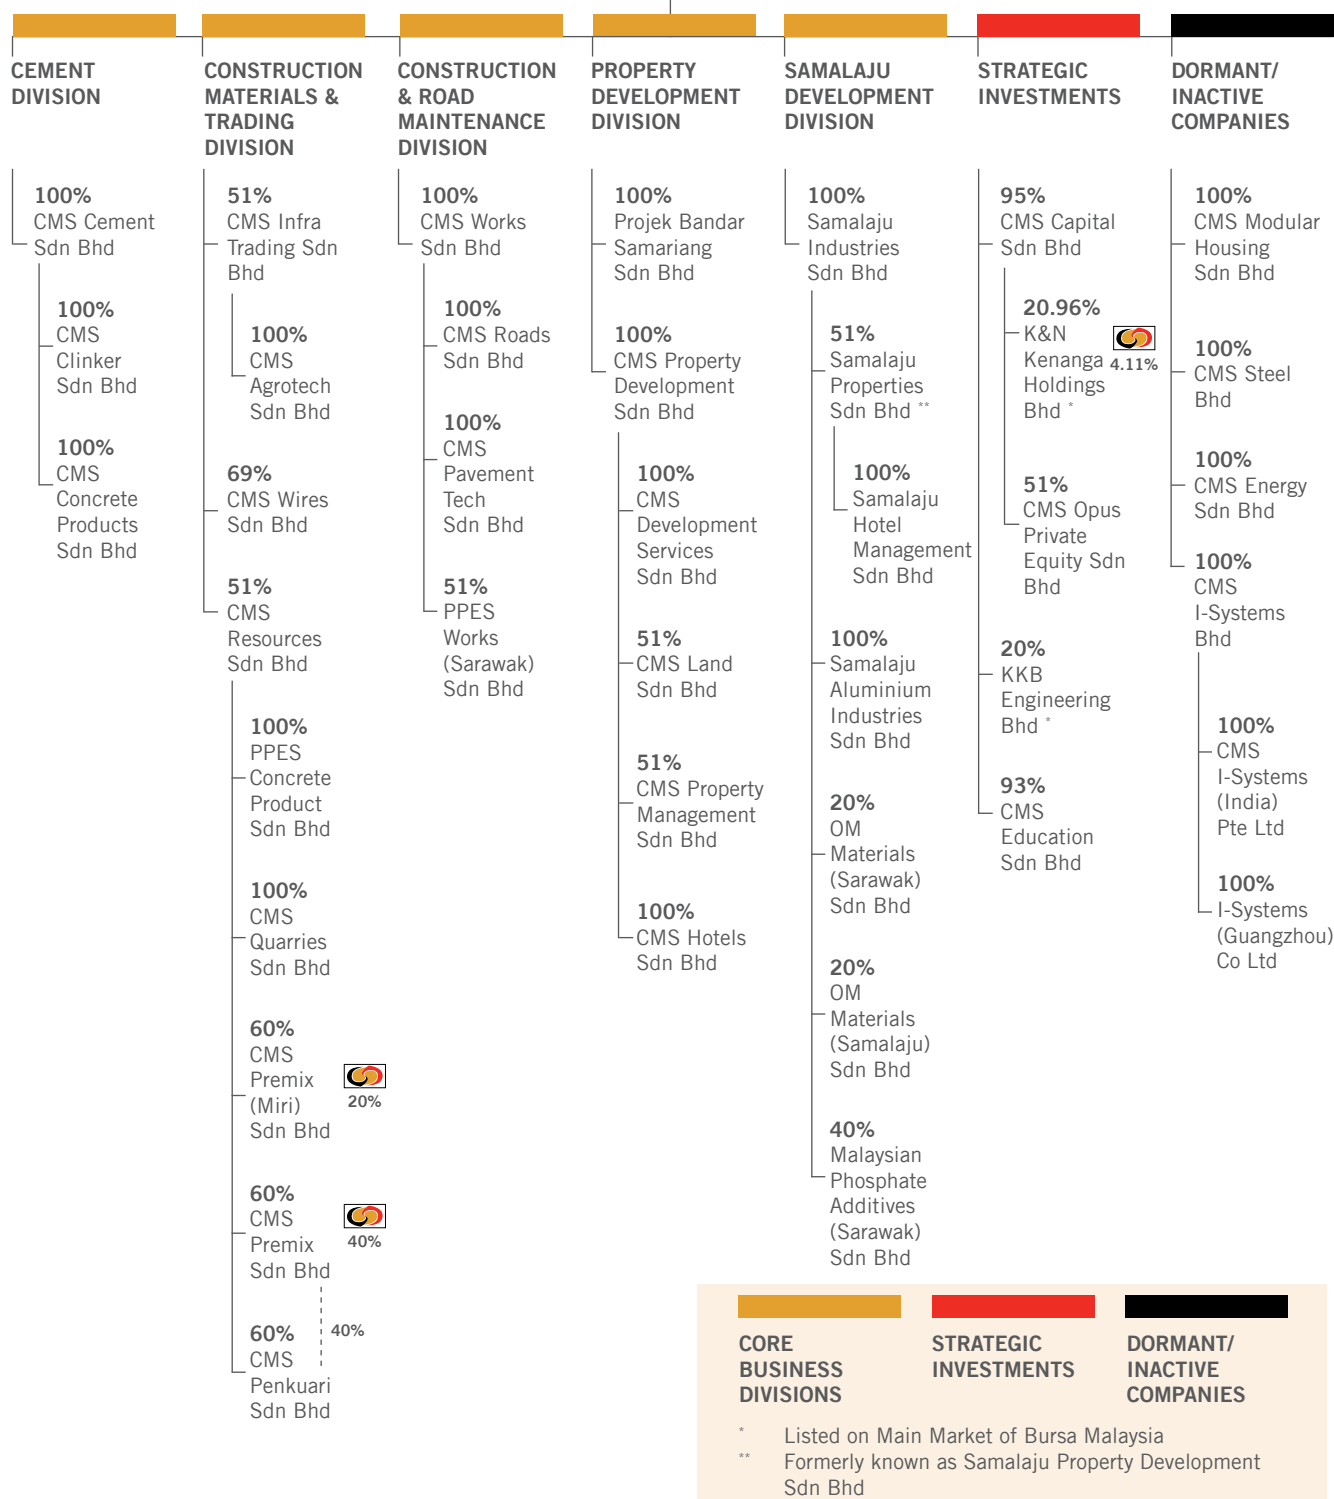 CEMENT
DIVISION
100%
CMS Cement
Sdn Bhd
100%
CMS
Clinker
Sdn Bhd
100%
CMS
Concrete
Products
Sdn Bhd
CONSTRUCTION
MATERIALS &
TRADING
DIVISION
51%
CMS Infra
Trading Sdn
Bhd
100%
CMS
Agrotech
Sdn Bhd
69%
CMS Wires
Sdn Bhd
51%
CMS
Resources
Sdn Bhd
100%
PPES
Concrete
Product
Sdn Bhd
100%
CMS
Quarries
Sdn Bhd
60%
CMS
Premix
(Miri)
Sdn Bhd
20%
60%
CMS
Premix
Sdn Bhd
40%
40%
60%
CMS
Penkuari
Sdn Bhd
CONSTRUCTION
& ROAD
MAINTENANCE
DIVISION
100%
CMS Works
Sdn Bhd
100%
CMS Roads
Sdn Bhd
100%
CMS
Pavement
Tech
Sdn Bhd
51%
PPES
Works
(Sarawak)
Sdn Bhd
PROPERTY
DEVELOPMENT
DIVISION
100%
Projek Bandar
Samariang
Sdn Bhd
100%
CMS Property
Development
Sdn Bhd
100%
CMS
Development
Services
Sdn Bhd
51%
CMS Land
Sdn Bhd
51%
CMS Property
Management
Sdn Bhd
100%
CMS Hotels
Sdn Bhd
SAMALAJU
DEVELOPMENT
DIVISION
100%
Samalaju
Industries
Sdn Bhd
51%
Samalaju
Properties
Sdn Bhd **
100%
Samalaju
Hotel
Management
Sdn Bhd
100%
Samalaju
Aluminium
Industries
Sdn Bhd
20%
OM
Materials
(Sarawak)
Sdn Bhd
20%
OM
Materials
(Samalaju)
Sdn Bhd
40%
Malaysian
Phosphate
Additives
(Sarawak)
Sdn Bhd
STRATEGIC
INVESTMENTS
95%
CMS Capital
Sdn Bhd
20.96%
K&N
Kenanga
Holdings
Bhd *
4.11%
51%
CMS Opus
Private
Equity Sdn
Bhd
20%
KKB
Engineering
Bhd *
93%
CMS
Education
Sdn Bhd
DORMANT/
INACTIVE
COMPANIES
100%
CMS Modular
Housing
Sdn Bhd
100%
CMS Steel
Bhd
100%
CMS Energy
Sdn Bhd
100%
CMS
I-Systems
Bhd
100%
CMS
I-Systems
(India)
Pte Ltd
100%
I-Systems
(Guangzhou)
Co Ltd
CORE
BUSINESS
DIVISIONS
STRATEGIC
INVESTMENTS
DORMANT/
INACTIVE
COMPANIES
* Listed on Main Market of Bursa Malaysia
** Formerly known as Samalaju Property Development
Sdn Bhd